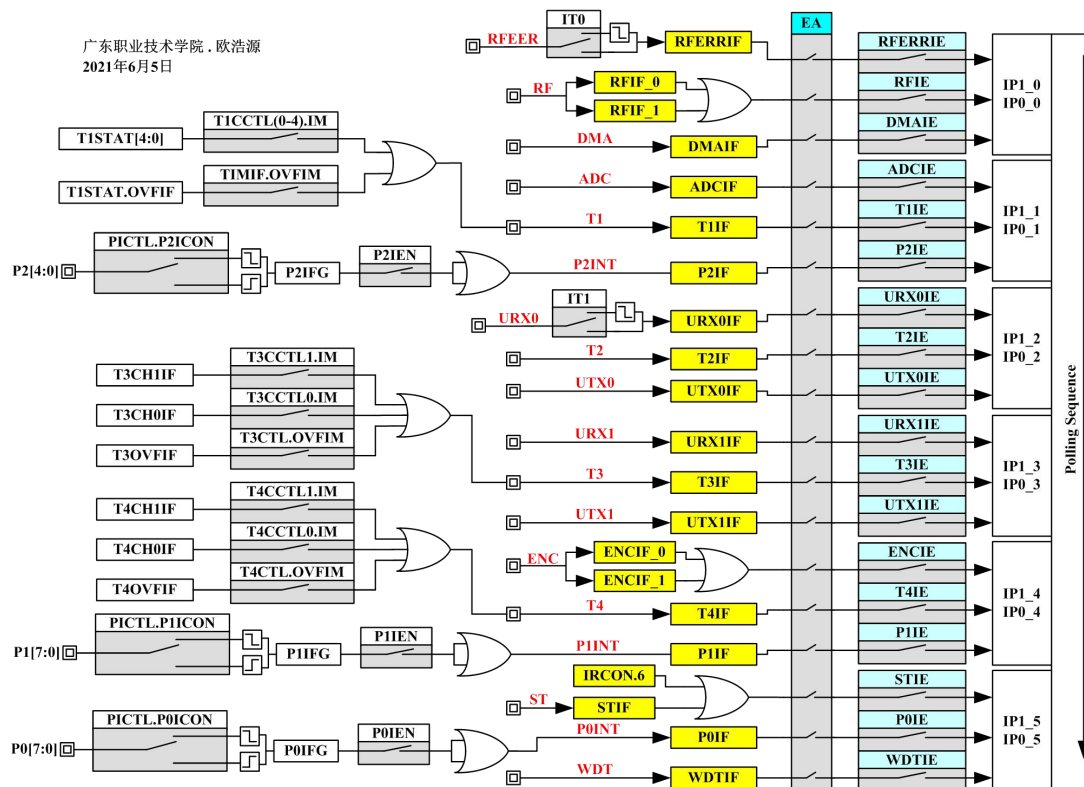 广东职业技术学院 . 欧浩源
2021年6月5日
IT0
EA
RFEER
RFERRIF
RFERRIE
IP1_0
IP0_0
RF
RFIF_0
RFIF_1
RFIE
DMA
DMAIF
DMAIE
T1STAT[4:0]
T1CCTL(0-4).IM
T1STAT.OVFIF
TIMIF.OVFIM
ADC
ADCIF
ADCIE
IP1_1
IP0_1
T1
T1IF
T1IE
P2[4:0]
PICTL.P2ICON
P2IFG
P2IEN
P2INT
P2IF
P2IE
IT1
URX0
URX0IF
URX0IE
IP1_2
IP0_2
T2
T2IF
T2IE
UTX0
UTX0IF
UTX0IE
T3CH1IF
T3CCTL1.IM
T3CH0IF
T3CCTL0.IM
T3OVFIF
T3CTL.OVFIM
URX1
URX1IF
URX1IE
IP1_3
IP0_3
T3
T3IF
T3IE
UTX1
UTX1IF
UTX1IE
T4CH1IF
T4CCTL1.IM
T4CH0IF
T4CCTL0.IM
T4OVFIF
T4CTL.OVFIM
ENC
ENCIF_0
ENCIF_1
ENCIE
IP1_4
IP0_4
T4
T4IF
T4IE
P1[7:0]
PICTL.P1ICON
P1IFG
P1IEN
P1INT
P1IF
P1IE
IRCON.6
ST
STIF
STIE
IP1_5
IP0_5
P0[7:0]
PICTL.P0ICON
P0IFG
P0IEN
P0INT
P0IF
P0IE
WDT
WDTIF
WDTIE
Polling Sequence